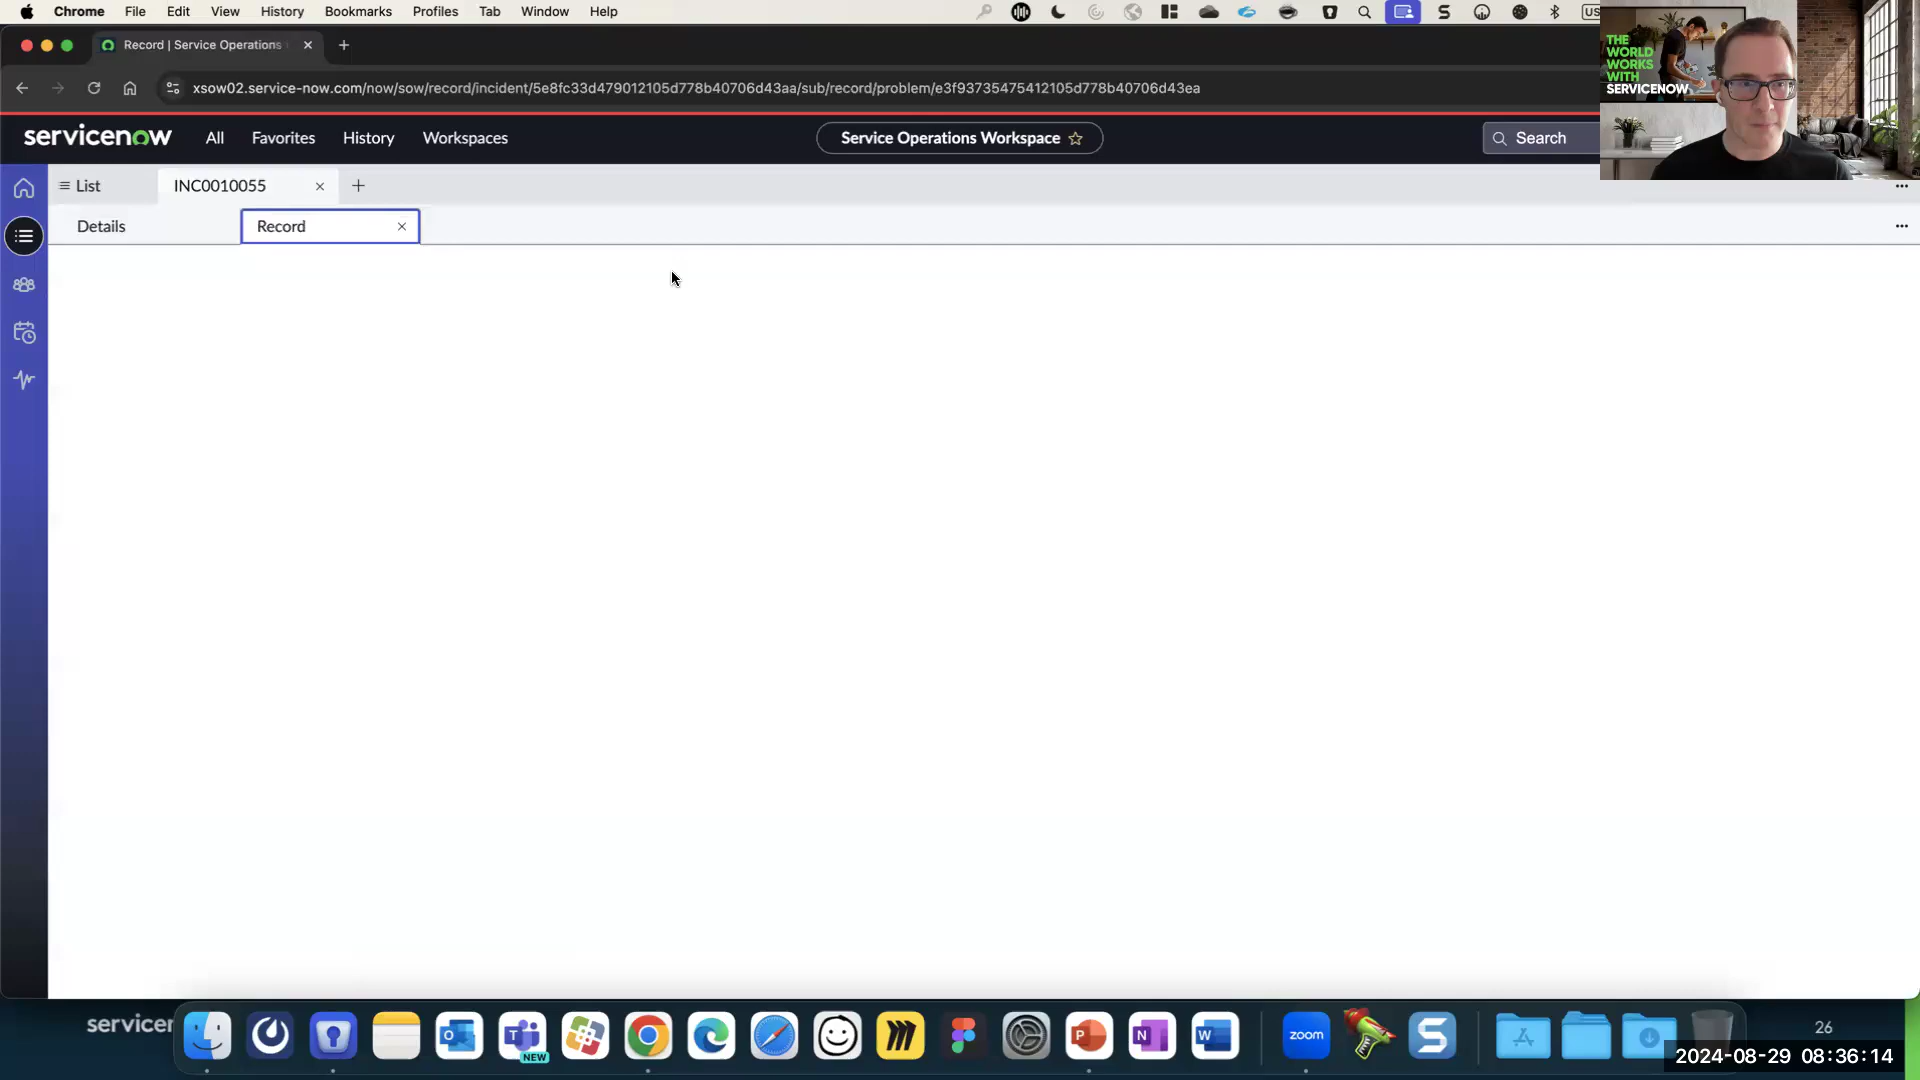 Chrome File Edit View History Bookmarks Profiles Tab Window Help
Record | Service Operations
xsow02.service-now.com/now/sow/record/incident/5e8fc33d479012105d778b40706d43aa/sub/record/problem/e3f93735475412105d778b40706d43ea
servicenow All Favorites History Workspaces Service Operations Workspace Search
THE
WORLD
WORKS
WITH
SERVICENOW
List INC0010055
Details Record
NEW
zoom
26
2024-08-29 08:36:14